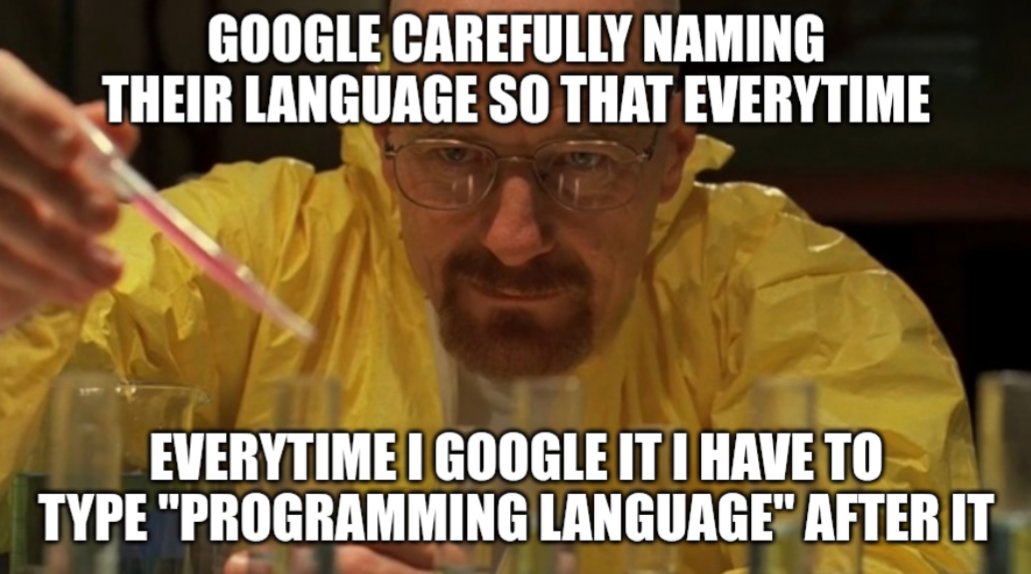 GOOGLE CAREFULLY NAMING
THEIR LANGUAGE SO THAT EVERYTIME
EVERYTIME I GOOGLE IT I HAVE TO
TYPE "PROGRAMMING LANGUAGE" AFTER IT